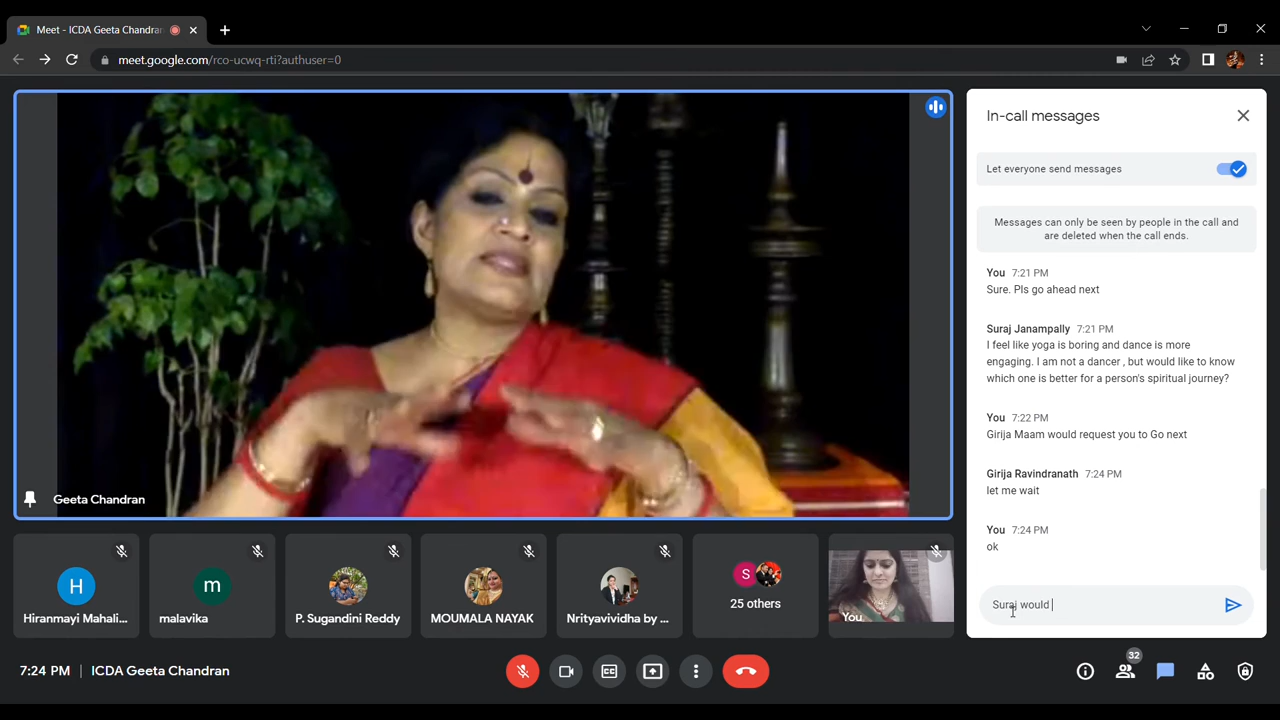 Meet - ICDA Geeta Chandra
meet.google.com/rco-ucwq-rti?authuser=0
In-call messages
Let everyone send messages
Messages can only be seen by people in the call and
are deleted when the call ends.
You 7:21 PM
Sure. Pls go ahead next
Suraj Janampally 7:21 PM
I feel like yoga is boring and dance is more
engaging. I am not a dancer , but would like to know
which one is better for a person's spiritual journey?
You 7:22 PM
Girija Maam would request you to Go next
Girija Ravindranath 7:24 PM
let me wait
You 7:24 PM
ok
Suraj would
Geeta Chandran
H
Hiranmayi Mahali...
m
malavika
P. Sugandini Reddy
MOUMALA NAYAK
Nrityavividha by ...
S
25 others
You
7:24 PM | ICDA Geeta Chandran
32